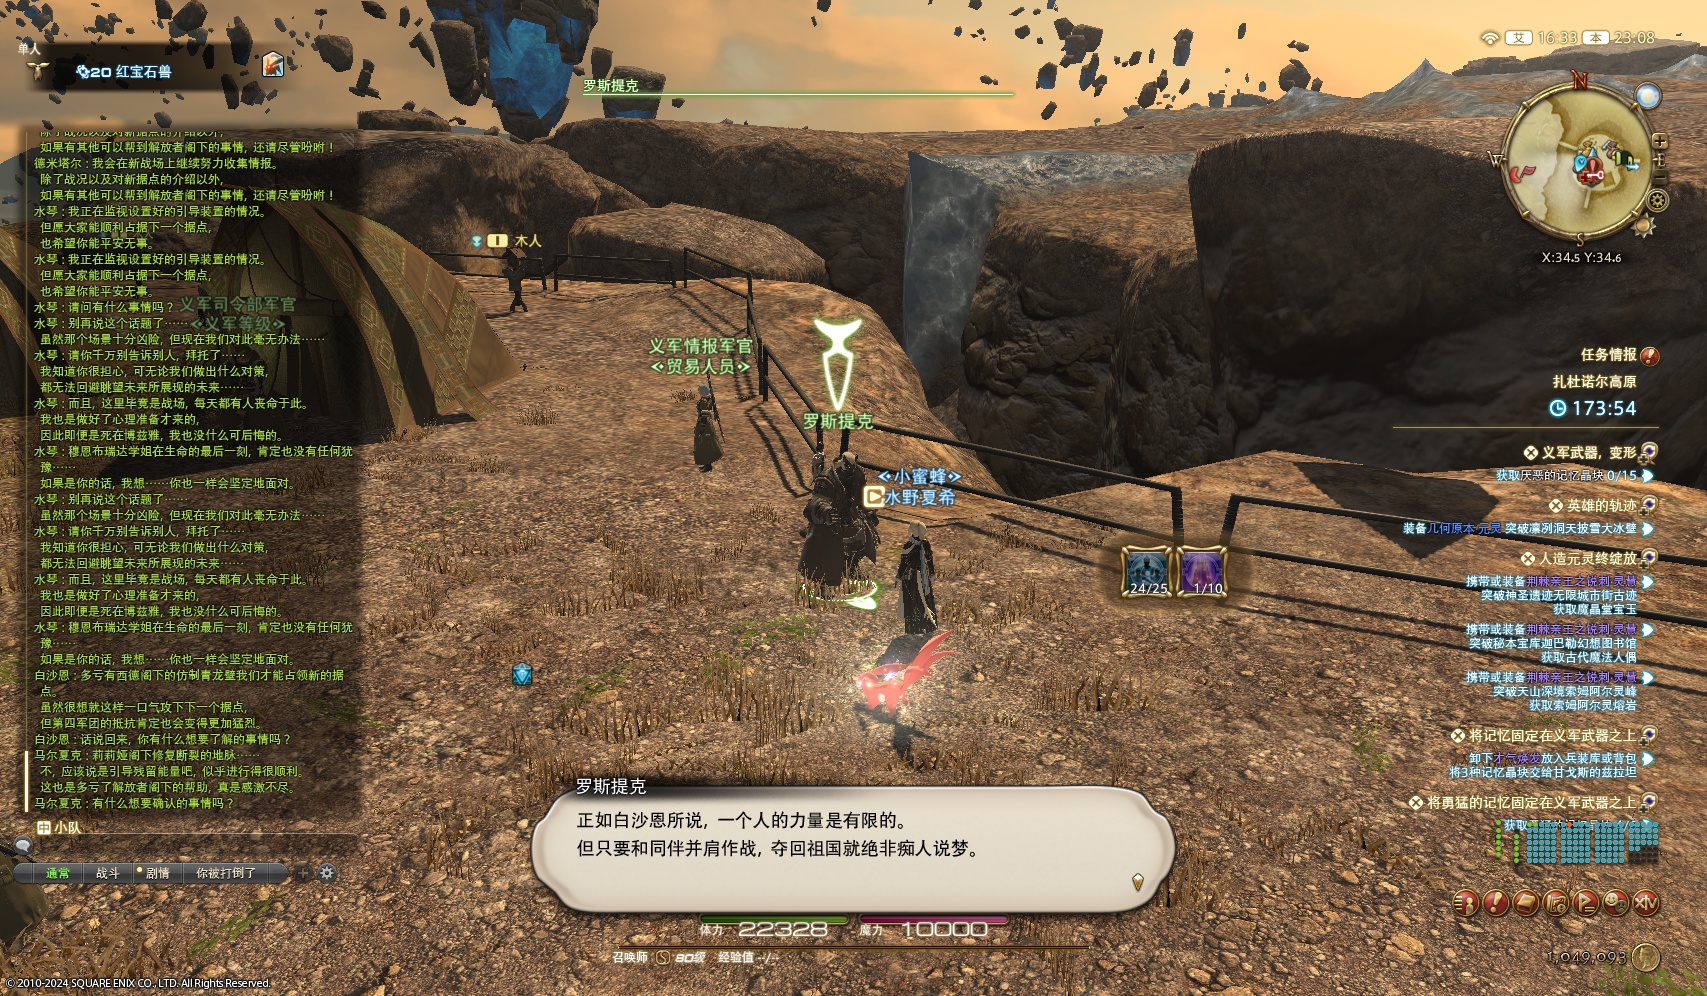 单人
20 红宝石兽
罗斯提克
艾 16:33 本 23:08
N
W
E
S
X:34.5 Y:34.6
除了战况以及对新据点的介绍以外，
如果有其他可以帮到解放者阁下的事情，还请尽管吩咐！
德米塔尔：我会在新战场上继续努力收集情报。
除了战况以及对新据点的介绍以外，
如果有其他可以帮到解放者阁下的事情，还请尽管吩咐！
水琴：我正在监视设置好的引导装置的情况。
但愿大家能顺利占据下一个据点，
也希望你能平安无事。
水琴：我正在监视设置好的引导装置的情况。
但愿大家能顺利占据下一个据点，
也希望你能平安无事。
水琴：请问有什么事情吗？
水琴：别再说这个话题了……
虽然那个场景十分凶险，但现在我们对此毫无办法……
水琴：请你千万别告诉别人，拜托了……
我知道你很担心，可无论我们做出什么对策，
都无法回避眺望未来所展现的未来……
水琴：而且，这里毕竟是战场，每天都有人丧命于此。
我也是做好了心理准备才来的，
因此即便是死在博兹雅，我也没什么可后悔的。
水琴：穆恩布瑞达学姐在生命的最后一刻，肯定也没有任何犹
豫……
如果是你的话，我想……你也一样会坚定地面对。
水琴：别再说这个话题了……
虽然那个场景十分凶险，但现在我们对此毫无办法……
水琴：请你千万别告诉别人，拜托了……
我知道你很担心，可无论我们做出什么对策，
都无法回避眺望未来所展现的未来……
水琴：而且，这里毕竟是战场，每天都有人丧命于此。
我也是做好了心理准备才来的，
因此即便是死在博兹雅，我也没什么可后悔的。
水琴：穆恩布瑞达学姐在生命的最后一刻，肯定也没有任何犹
豫……
如果是你的话，我想……你也一样会坚定地面对。
白沙恩：多亏有西德阁下的仿制青龙壁我们才能占领新的据
点。
虽然很想就这样一口气攻下下一个据点，
但第四军团的抵抗肯定也会变得更加猛烈。
白沙恩：话说回来，你有什么想要了解的事情吗？
马尔夏克：莉莉娅阁下修复断裂的地脉……
不，应该说是引导残留能量吧，似乎进行得很顺利。
这也是多亏了解放者阁下的帮助，真是感激不尽。
马尔夏克：有什么想要确认的事情吗？
小队
通常
战斗
剧情
你被打倒了
义军司令部军官
<义军等级>
木人
义军情报军官
<贸易人员>
罗斯提克
<小蜜蜂>
水野夏希
24/25
1/10
任务情报
扎杜诺尔高原
173:54
义军武器，变形
获取厌恶的记忆晶块 0/15
英雄的轨迹
装备几何原本·元灵 突破凛冽洞天披雪大冰壁
人造元灵终绽放
携带或装备荆棘亲王之锐刺·灵慧
突破神圣遗迹无限城市街古迹
获取魔晶堂宝玉
携带或装备荆棘亲王之锐刺·灵慧
突破秘本宝库迦巴勒幻想图书馆
获取古代魔法人偶
携带或装备荆棘亲王之锐刺·灵慧
突破天山深境索姆阿尔灵峰
获取索姆阿尔灵熔岩
将记忆固定在义军武器之上
卸下才气焕发放入兵装库或背包
将3种记忆晶块交给甘戈斯的兹拉坦
将勇猛的记忆固定在义军武器之上
获取
罗斯提克
正如白沙恩所说，一个人的力量是有限的。
但只要和同伴并肩作战，夺回祖国就绝非痴人说梦。
体力 22328 魔力 10000
召唤师 80级 经验值 --/--
XIV
1,049,093
© 2010-2024 SQUARE ENIX CO., LTD. All Rights Reserved.